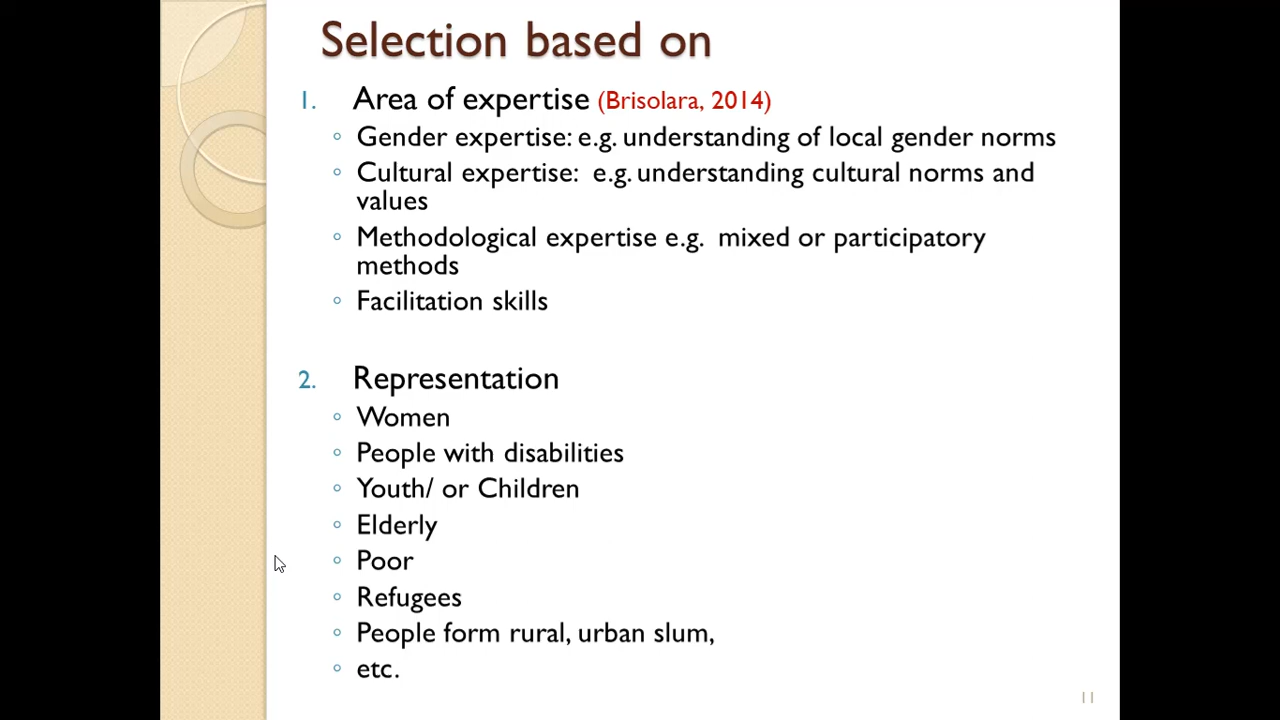 Selection based on
1. Area of expertise (Brisolara, 2014)
◦ Gender expertise: e.g. understanding of local gender norms
◦ Cultural expertise:  e.g. understanding cultural norms and
values
◦ Methodological expertise e.g.  mixed or participatory
methods
◦ Facilitation skills
2. Representation
◦ Women
◦ People with disabilities
◦ Youth/ or Children
◦ Elderly
◦ Poor
◦ Refugees
◦ People form rural, urban slum,
◦ etc.
11